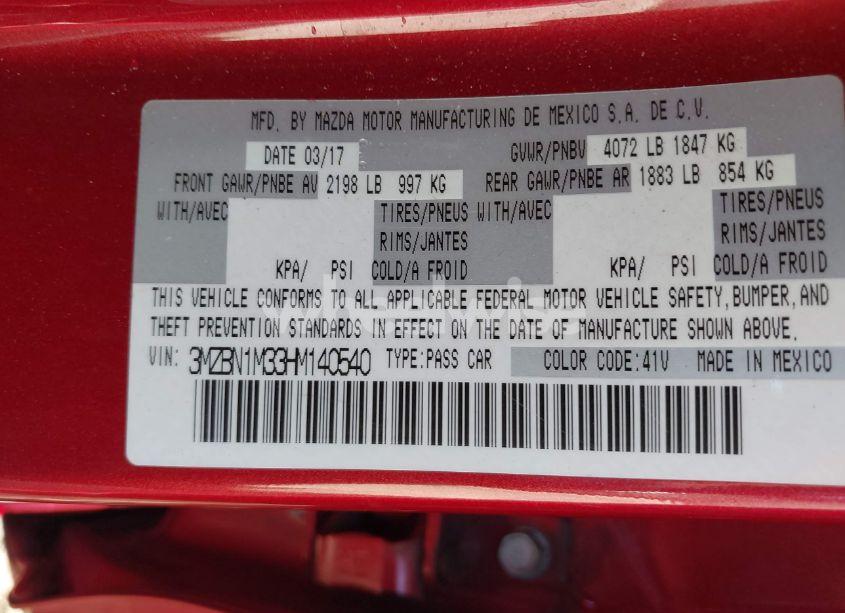 MFD. BY MAZDA MOTOR MANUFACTURING DE MEXICO S.A. DE C.V.
DATE 03/17 GVWR/PNBV 4072 LB 1847 KG
FRONT GAWR/PNBE AV 2198 LB 997 KG REAR GAWR/PNBE AR 1883 LB 854 KG
WITH/AVEC TIRES/PNEUS WITH/AVEC TIRES/PNEUS
RIMS/JANTES RIMS/JANTES
KPA/ PSI COLD/A FROID KPA/ PSI COLD/A FROID
THIS VEHICLE CONFORMS TO ALL APPLICABLE FEDERAL MOTOR VEHICLE SAFETY, BUMPER, AND
THEFT PREVENTION STANDARDS IN EFFECT ON THE DATE OF MANUFACTURE SHOWN ABOVE.
VIN: 3MZBN1M33HM140540 TYPE:PASS CAR COLOR CODE:41V MADE IN MEXICO